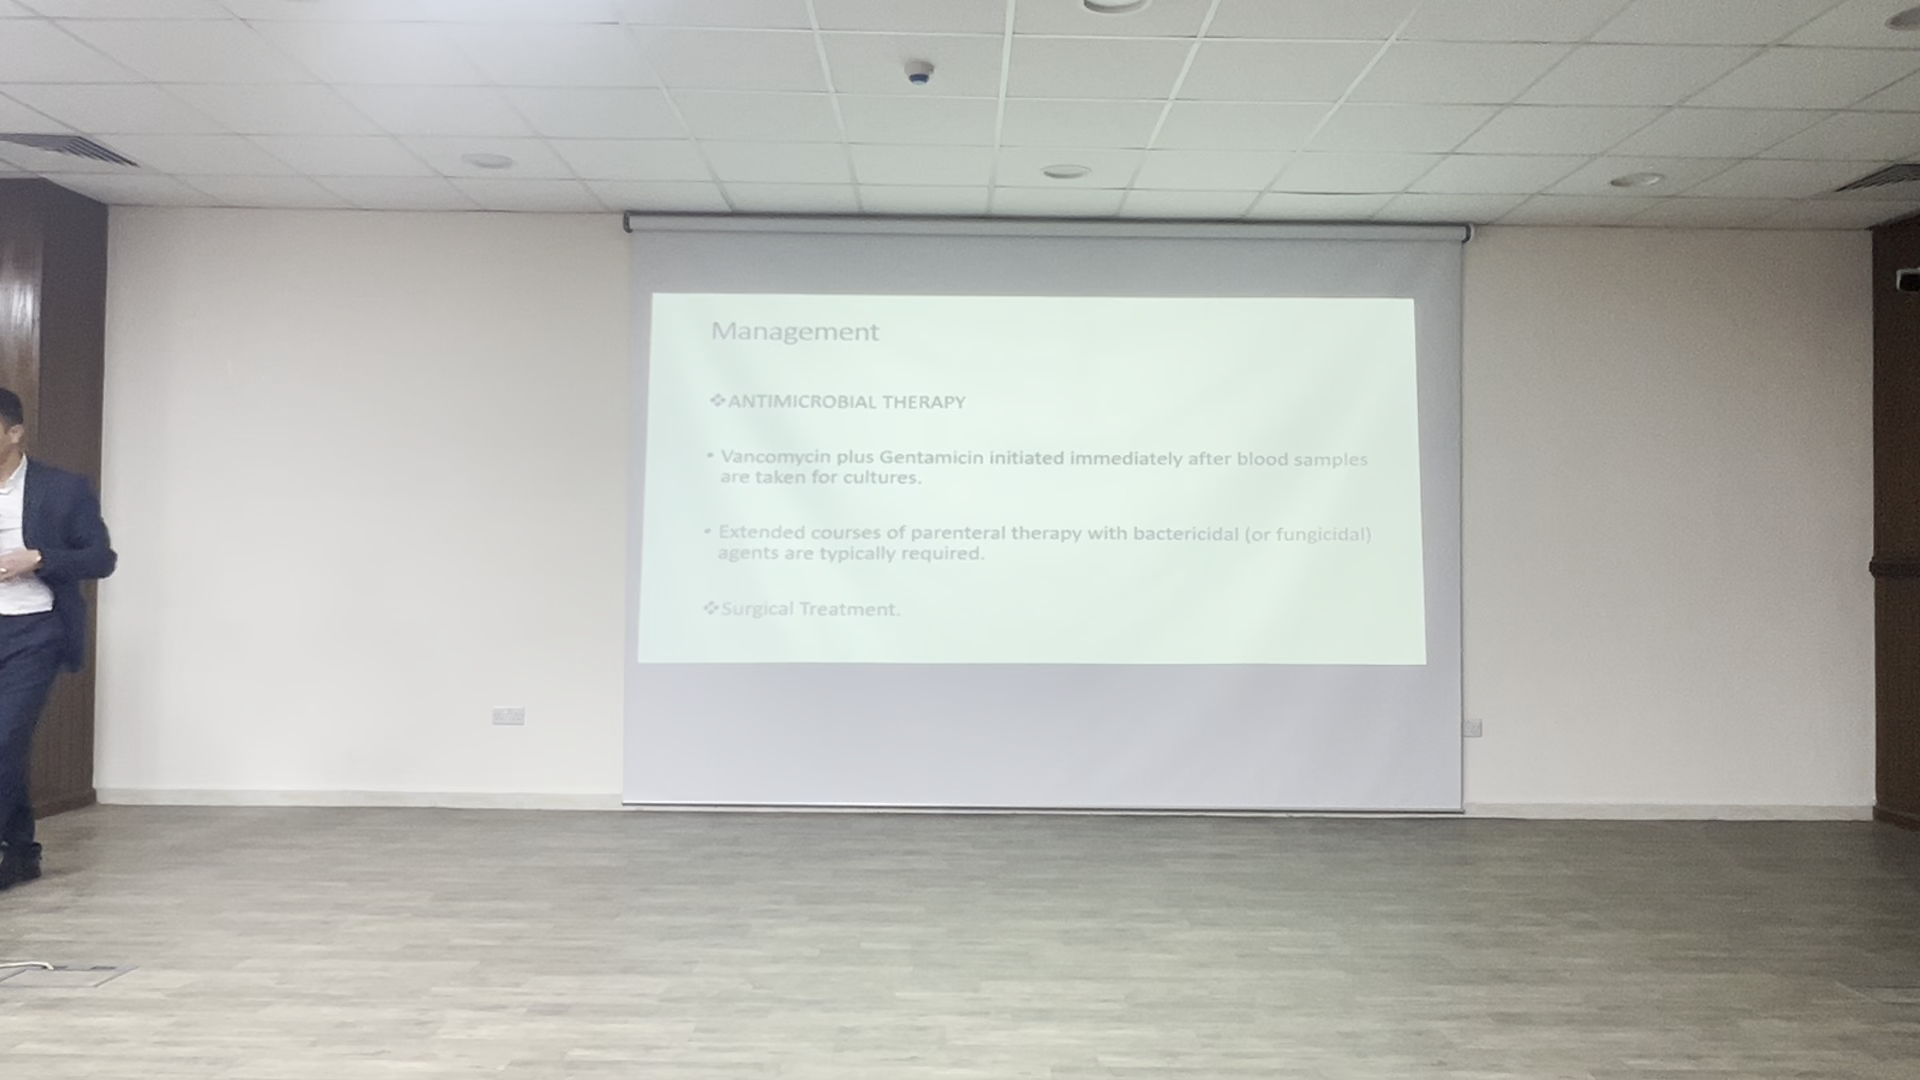 Management
❖ANTIMICROBIAL THERAPY
• Vancomycin plus Gentamicin initiated immediately after blood samples
are taken for cultures.
• Extended courses of parenteral therapy with bactericidal (or fungicidal)
agents are typically required.
❖Surgical Treatment.